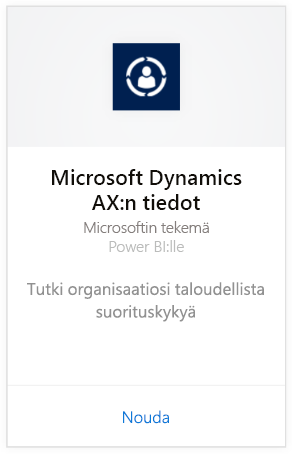 Microsoft Dynamics
AX:n tiedot
Microsoftin tekemä
Power BI:lle
Tutki organisaatiosi taloudellista
suorituskykyä
Nouda